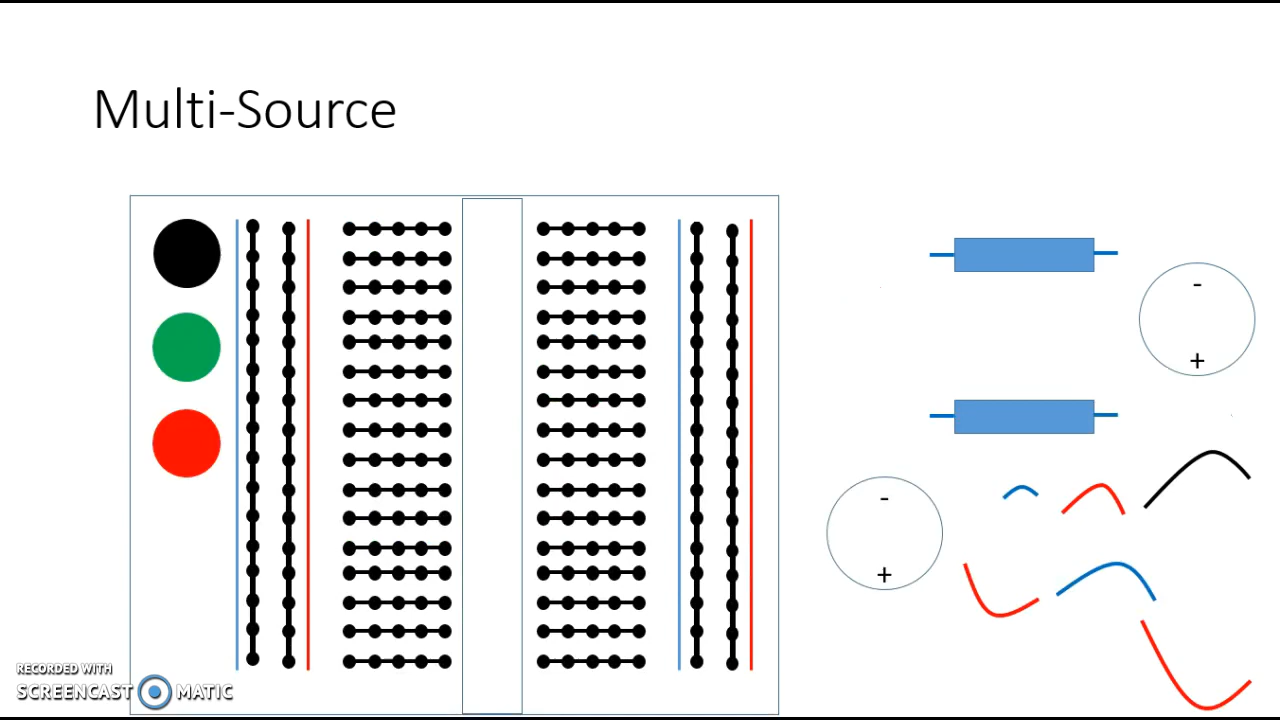 Multi-Source
-
+
-
+
RECORDED WITH
SCREENCAST MATIC